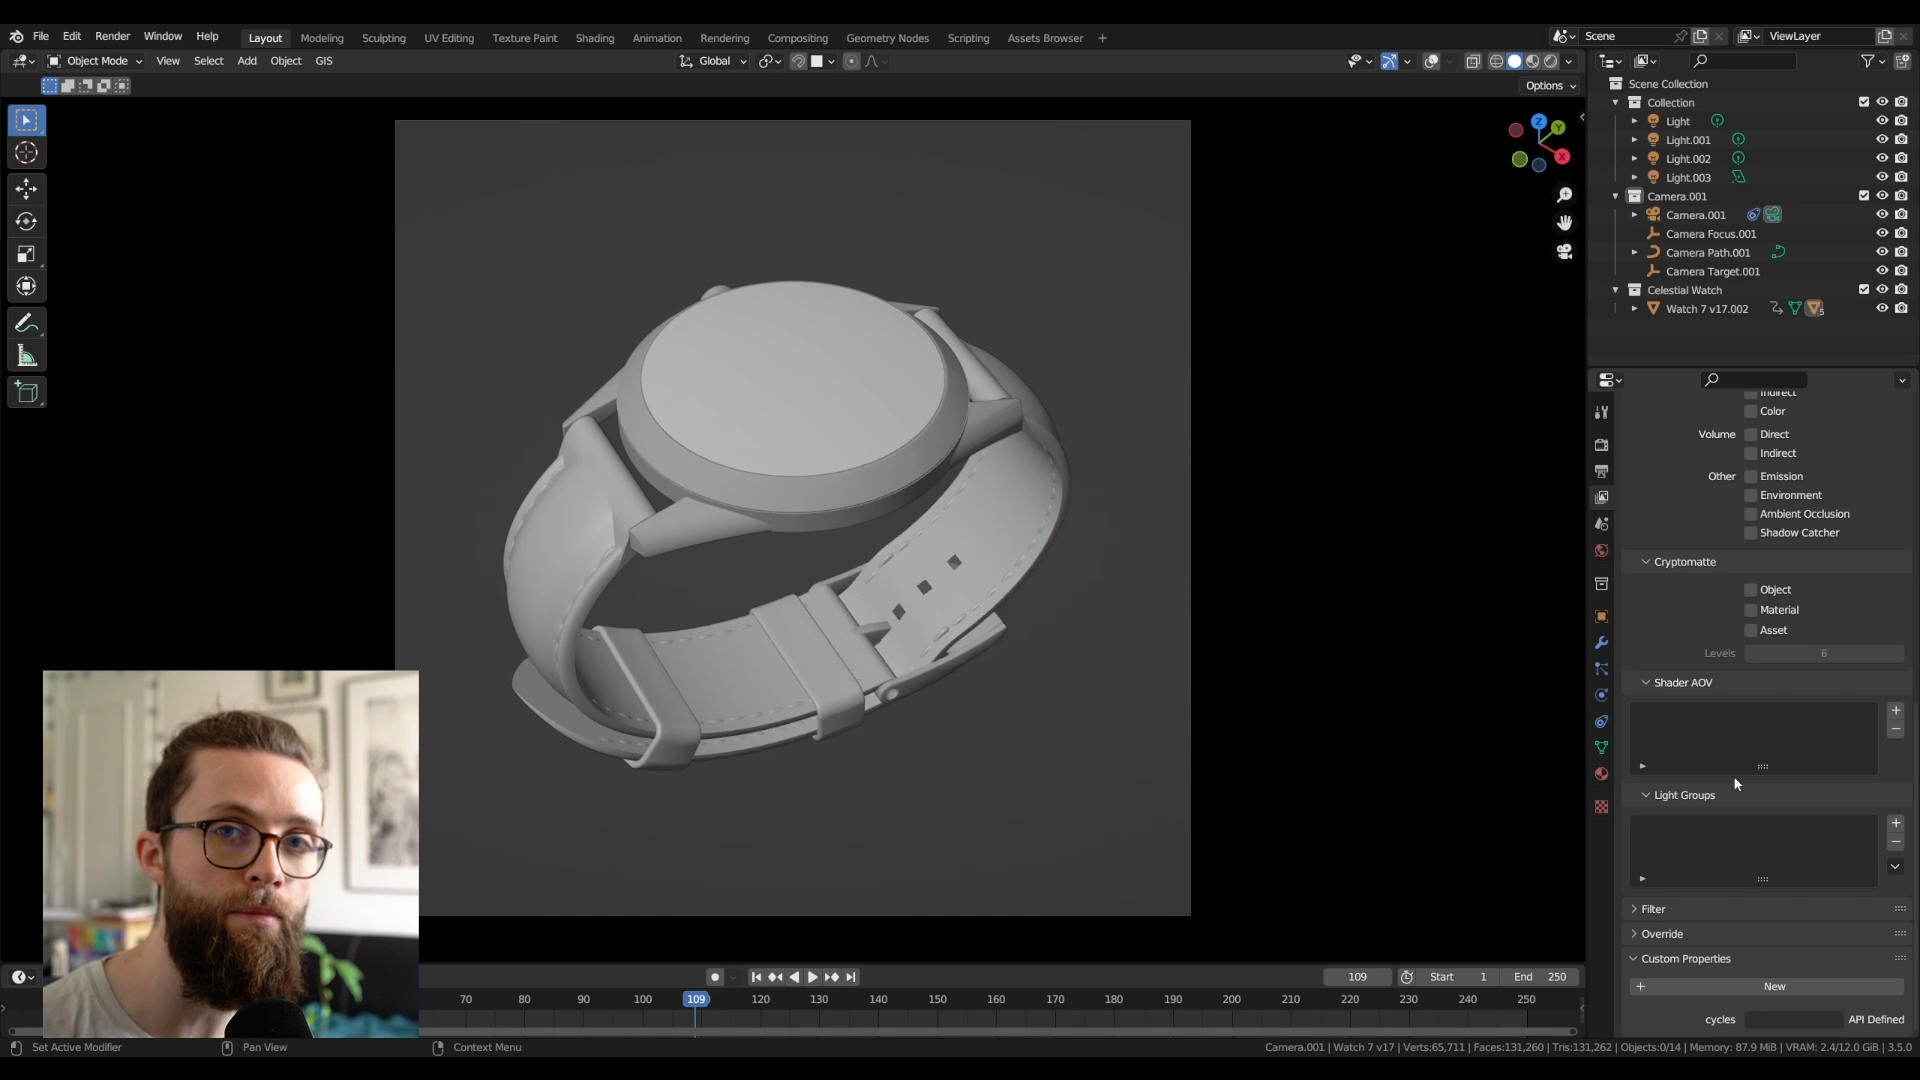 File Edit Render Window Help Layout Modeling Sculpting UV Editing Texture Paint Shading Animation Rendering Compositing Geometry Nodes Scripting Assets Browser + Scene ViewLayer
Object Mode View Select Add Object GIS Global
Options
Z
Y
X
Scene Collection
Collection
Light
Light.001
Light.002
Light.003
Camera.001
Camera.001
Camera Focus.001
Camera Path.001
Camera Target.001
Celestial Watch
Watch 7 v17.002 5
Indirect
Color
Volume Direct
Indirect
Other Emission
Environment
Ambient Occlusion
Shadow Catcher
Cryptomatte
Object
Material
Asset
Levels 6
Shader AOV
Light Groups
Filter
Override
Custom Properties
+ New
cycles API Defined
109 Start 1 End 250
70 80 90 100 109 120 130 140 150 160 170 180 190 200 210 220 230 240 250
Set Active Modifier Pan View Context Menu Camera.001 | Watch 7 v17 | Verts:65,711 | Faces:131,260 | Tris:131,262 | Objects:0/14 | Memory: 87.9 MiB | VRAM: 2.4/12.0 GiB | 3.5.0